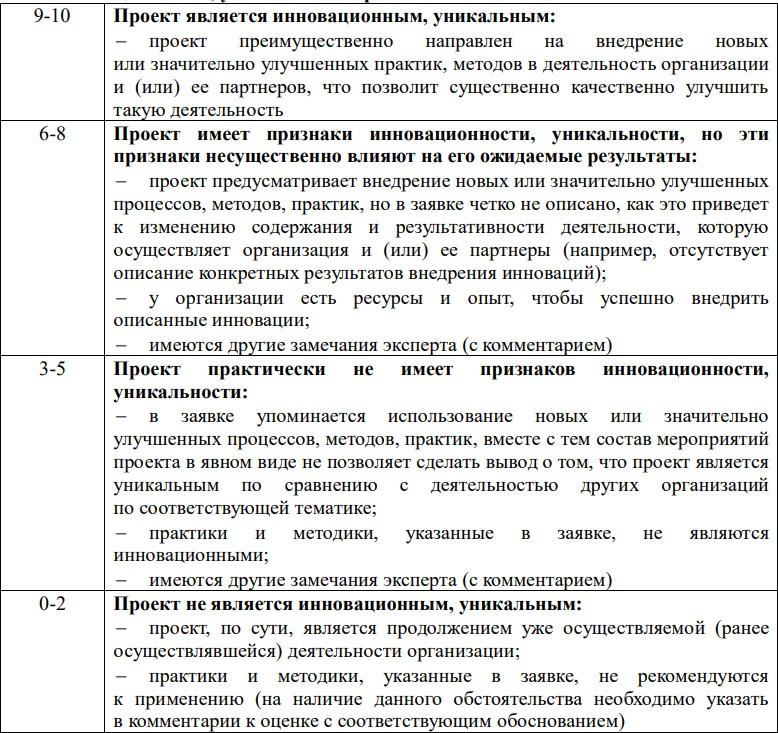 9-10
Проект является инновационным, уникальным:
– проект преимущественно направлен на внедрение новых
или значительно улучшенных практик, методов в деятельность организации
и (или) ее партнеров, что позволит существенно качественно улучшить
такую деятельность
6-8
Проект имеет признаки инновационности, уникальности, но эти
признаки несущественно влияют на его ожидаемые результаты:
– проект предусматривает внедрение новых или значительно улучшенных
процессов, методов, практик, но в заявке четко не описано, как это приведет
к изменению содержания и результативности деятельности, которую
осуществляет организация и (или) ее партнеры (например, отсутствует
описание конкретных результатов внедрения инноваций);
– у организации есть ресурсы и опыт, чтобы успешно внедрить
описанные инновации;
– имеются другие замечания эксперта (с комментарием)
3-5
Проект практически не имеет признаков инновационности,
уникальности:
– в заявке упоминается использование новых или значительно
улучшенных процессов, методов, практик, вместе с тем состав мероприятий
проекта в явном виде не позволяет сделать вывод о том, что проект является
уникальным по сравнению с деятельностью других организаций
по соответствующей тематике;
– практики и методики, указанные в заявке, не являются
инновационными;
– имеются другие замечания эксперта (с комментарием)
0-2
Проект не является инновационным, уникальным:
– проект, по сути, является продолжением уже осуществляемой (ранее
осуществлявшейся) деятельности организации;
– практики и методики, указанные в заявке, не рекомендуются
к применению (на наличие данного обстоятельства необходимо указать
в комментарии к оценке с соответствующим обоснованием)